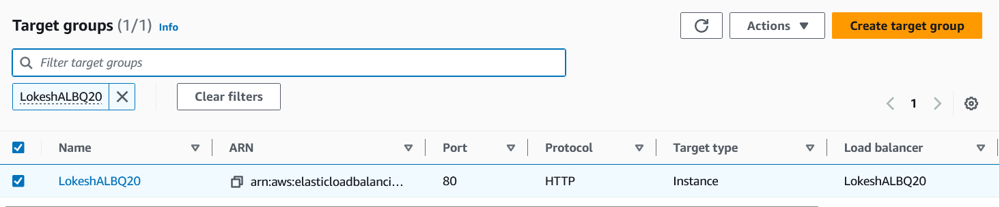 Target groups (1/1) Info
Actions
Create target group
Filter target groups
LokeshALBQ20
Clear filters
1
Name ARN Port Protocol Target type Load balancer
LokeshALBQ20 arn:aws:elasticloadbalanci... 80 HTTP Instance LokeshALBQ20